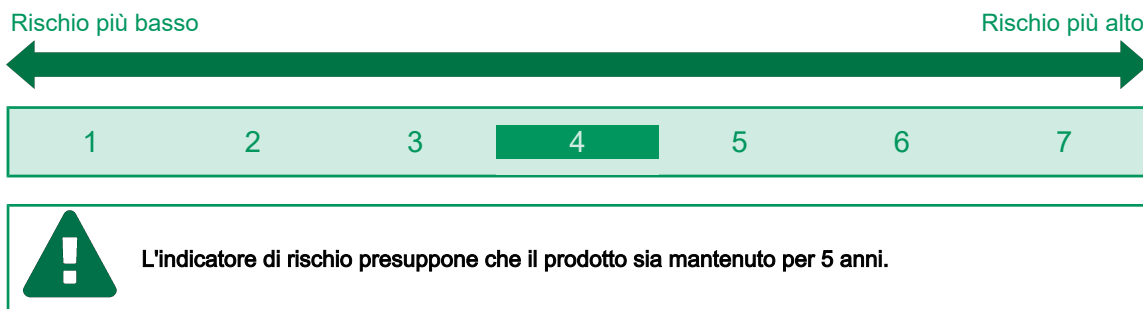 Rischio più basso Rischio più alto
1 2 3 4 5 6 7
L'indicatore di rischio presuppone che il prodotto sia mantenuto per 5 anni.